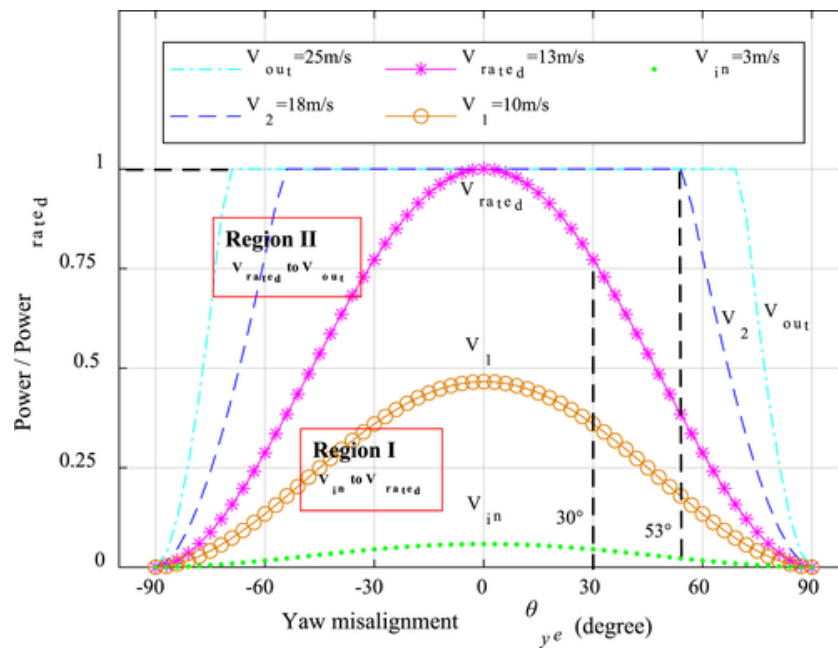 V out=25m/s
V rated=13m/s
V in=3m/s
V 2=18m/s
V 1=10m/s
1
0.75
0.5
0.25
0
Power / Power rated
V rated
Region II
V rated to V out
V 2
V out
V 1
Region I
V in to V rated
V in
30°
53°
-90
-60
-30
0
30
60
90
Yaw misalignment θ ye (degree)